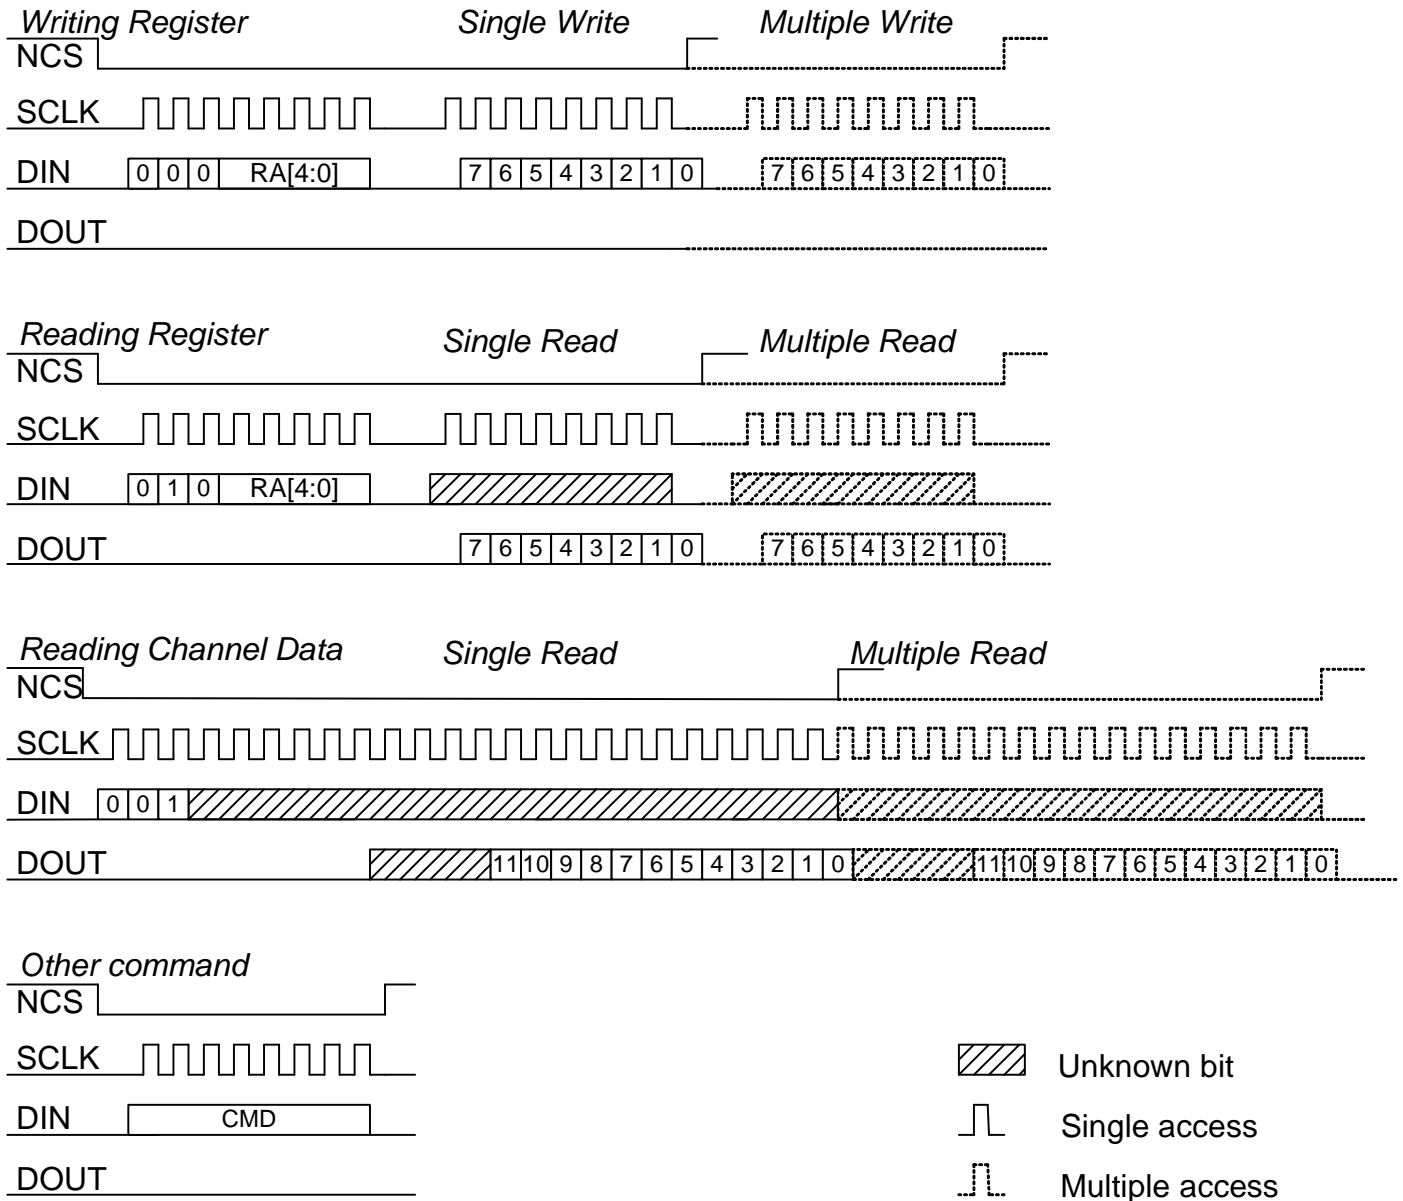 Writing Register Single Write Multiple Write
NCS
SCLK
DIN 0 0 0 RA[4:0] 7 6 5 4 3 2 1 0 7 6 5 4 3 2 1 0
DOUT
Reading Register Single Read Multiple Read
NCS
SCLK
DIN 0 1 0 RA[4:0]
DOUT 7 6 5 4 3 2 1 0 7 6 5 4 3 2 1 0
Reading Channel Data Single Read Multiple Read
NCS
SCLK
DIN 0 0 1
DOUT 11 10 9 8 7 6 5 4 3 2 1 0 11 10 9 8 7 6 5 4 3 2 1 0
Other command
NCS
SCLK
DIN CMD
DOUT
Unknown bit
Single access
Multiple access